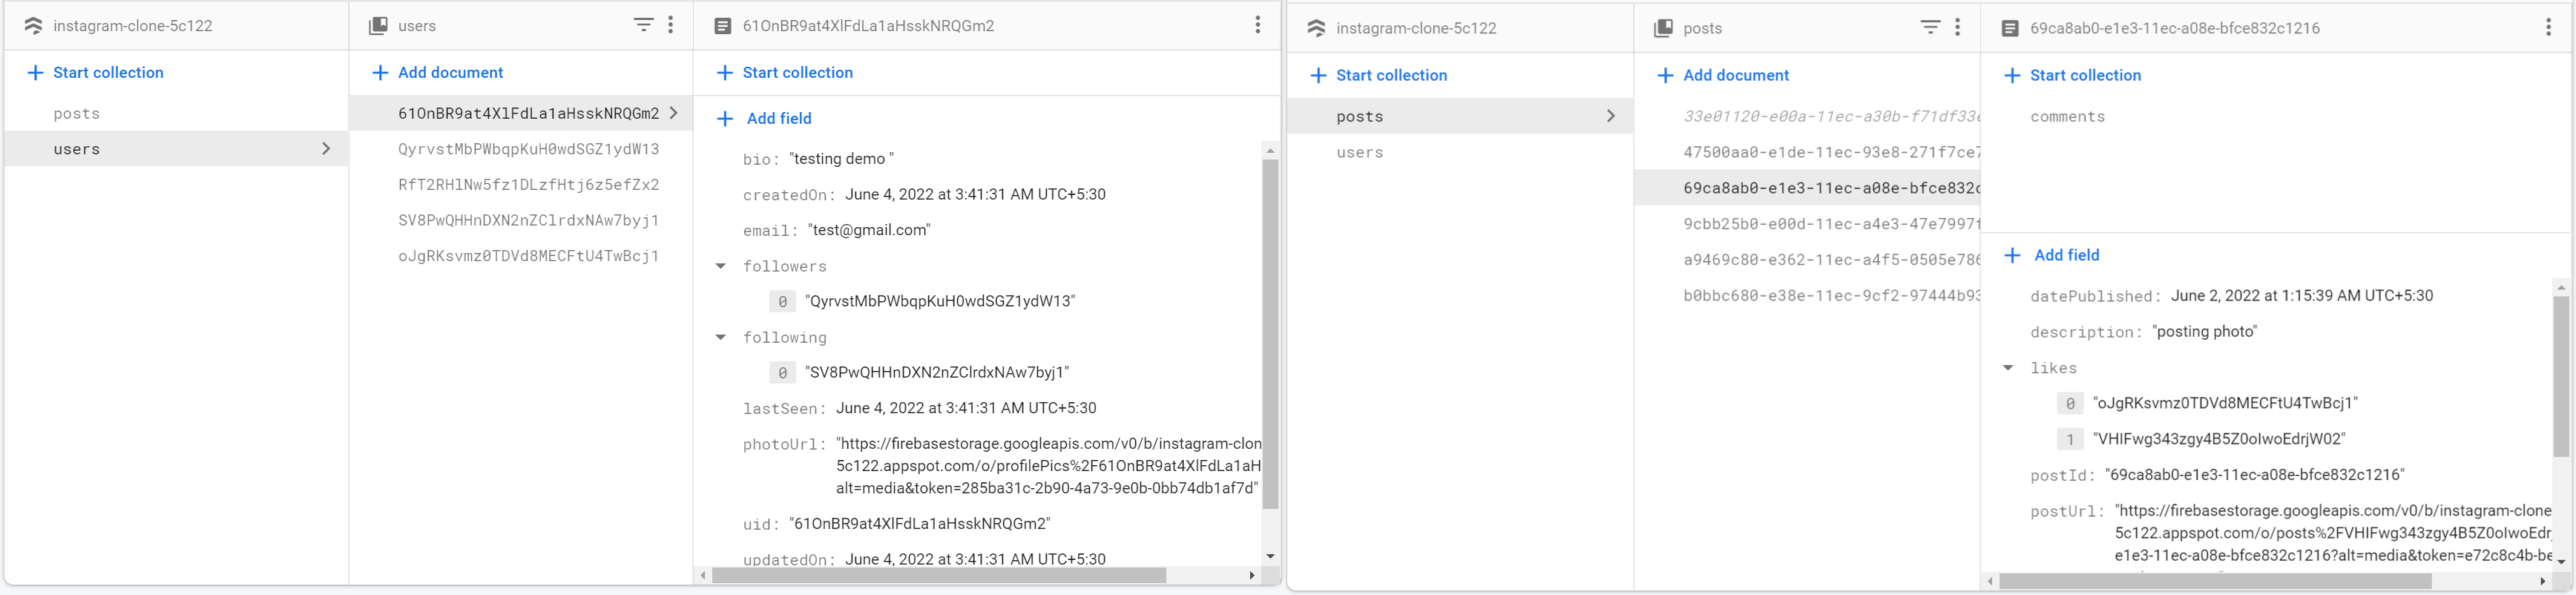 instagram-clone-5c122
Start collection
posts
users
users
Add document
61OnBR9at4XlFdLa1aHsskNRQGm2
QyrvstMbPWbqpKuH0wdSGZ1ydW13
RfT2RHlNw5fz1DLzfHtj6z5efZx2
SV8PwQHHnDXN2nZClrdxNAw7byj1
oJgRKsvmz0TDVd8MECFtU4TwBcj1
61OnBR9at4XlFdLa1aHsskNRQGm2
Start collection
Add field
bio: "testing demo "
createdOn: June 4, 2022 at 3:41:31 AM UTC+5:30
email: "test@gmail.com"
followers
0 "QyrvstMbPWbqpKuH0wdSGZ1ydW13"
following
0 "SV8PwQHHnDXN2nZClrdxNAw7byj1"
lastSeen: June 4, 2022 at 3:41:31 AM UTC+5:30
photoUrl: "https://firebasestorage.googleapis.com/v0/b/instagram-clon
5c122.appspot.com/o/profilePics%2F61OnBR9at4XlFdLa1aH
alt=media&token=285ba31c-2b90-4a73-9e0b-0bb74db1af7d"
uid: "61OnBR9at4XlFdLa1aHsskNRQGm2"
updatedOn: June 4, 2022 at 3:41:31 AM UTC+5:30
instagram-clone-5c122
Start collection
posts
users
posts
Add document
33e01120-e00a-11ec-a30b-f71df33e
47500aa0-e1de-11ec-93e8-271f7ce7
69ca8ab0-e1e3-11ec-a08e-bfce832c
9cbb25b0-e00d-11ec-a4e3-47e7997f
a9469c80-e362-11ec-a4f5-0505e786
b0bbc680-e38e-11ec-9cf2-97444b93
69ca8ab0-e1e3-11ec-a08e-bfce832c1216
Start collection
comments
Add field
datePublished: June 2, 2022 at 1:15:39 AM UTC+5:30
description: "posting photo"
likes
0 "oJgRKsvmz0TDVd8MECFtU4TwBcj1"
1 "VHIFwg343zgy4B5Z0oIwoEdrjW02"
postId: "69ca8ab0-e1e3-11ec-a08e-bfce832c1216"
postUrl: "https://firebasestorage.googleapis.com/v0/b/instagram-clone
5c122.appspot.com/o/posts%2FVHIFwg343zgy4B5Z0oIwoEdr
e1e3-11ec-a08e-bfce832c1216?alt=media&token=e72c8c4b-be